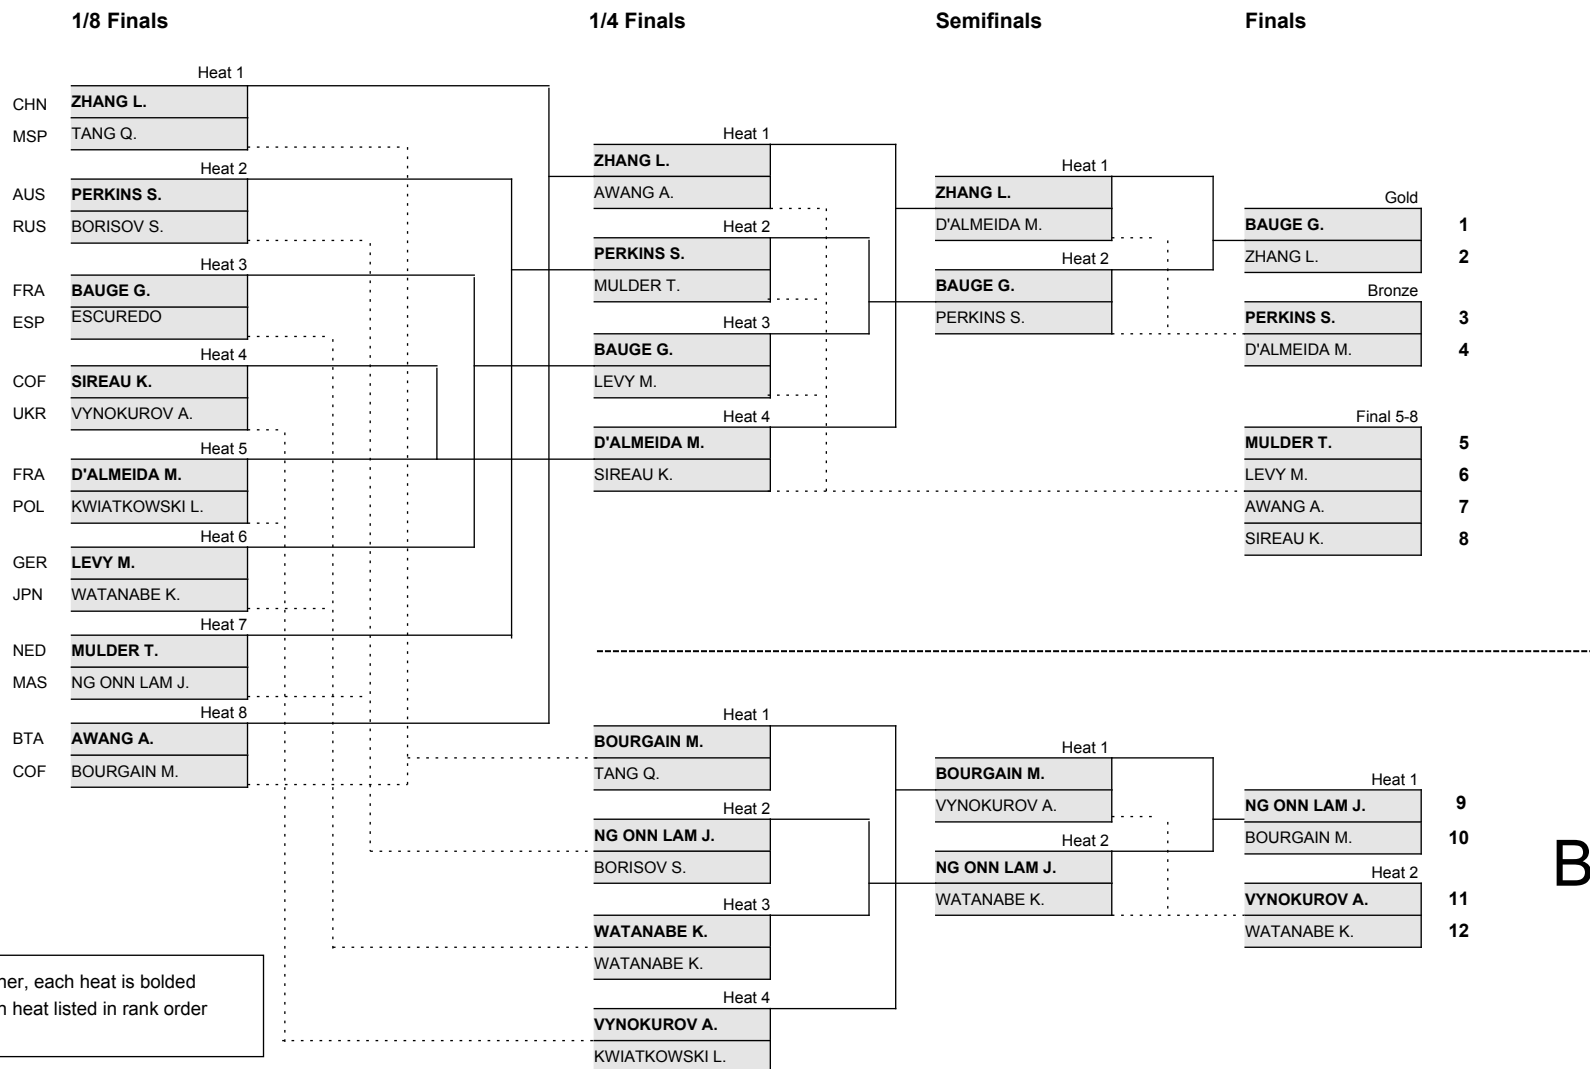 1/8 Finals
1/4 Finals
Semifinals
Finals
Heat 1
CHN ZHANG L.
MSP TANG Q.
Heat 2
AUS PERKINS S.
RUS BORISOV S.
Heat 3
FRA BAUGE G.
ESP ESCUREDO
Heat 4
COF SIREAU K.
UKR VYNOKUROV A.
Heat 5
FRA D'ALMEIDA M.
POL KWIATKOWSKI L.
Heat 6
GER LEVY M.
JPN WATANABE K.
Heat 7
NED MULDER T.
MAS NG ONN LAM J.
Heat 8
BTA AWANG A.
COF BOURGAIN M.
Heat 1
ZHANG L.
AWANG A.
Heat 2
PERKINS S.
MULDER T.
Heat 3
BAUGE G.
LEVY M.
Heat 4
D'ALMEIDA M.
SIREAU K.
Heat 1
ZHANG L.
D'ALMEIDA M.
Heat 2
BAUGE G.
PERKINS S.
Gold
BAUGE G. 1
ZHANG L. 2
Bronze
PERKINS S. 3
D'ALMEIDA M. 4
Final 5-8
MULDER T. 5
LEVY M. 6
AWANG A. 7
SIREAU K. 8
Heat 1
BOURGAIN M.
TANG Q.
Heat 2
NG ONN LAM J.
BORISOV S.
Heat 3
WATANABE K.
WATANABE K.
Heat 4
VYNOKUROV A.
KWIATKOWSKI L.
Heat 1
BOURGAIN M.
VYNOKUROV A.
Heat 2
NG ONN LAM J.
WATANABE K.
Heat 1
NG ONN LAM J. 9
BOURGAIN M. 10
Heat 2
VYNOKUROV A. 11
WATANABE K. 12
B
her, each heat is bolded
heat listed in rank order